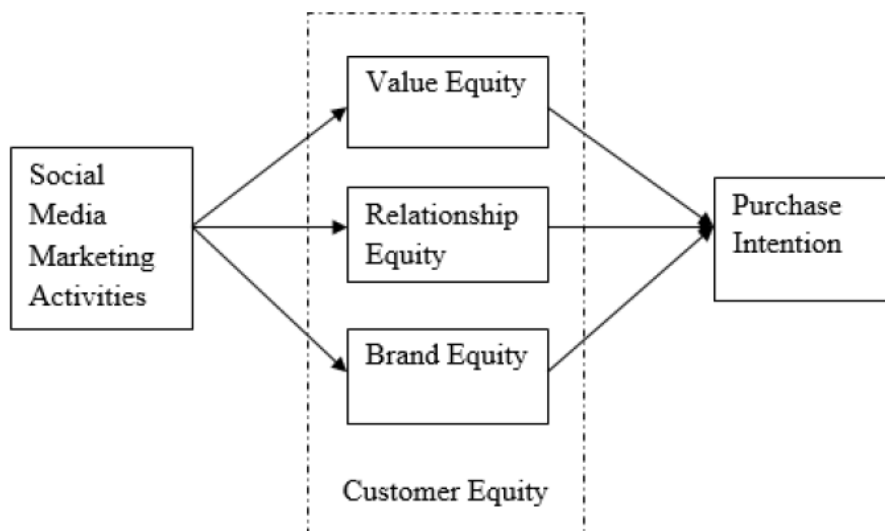 Social
Media
Marketing
Activities
Value Equity
Relationship
Equity
Brand Equity
Customer Equity
Purchase
Intention